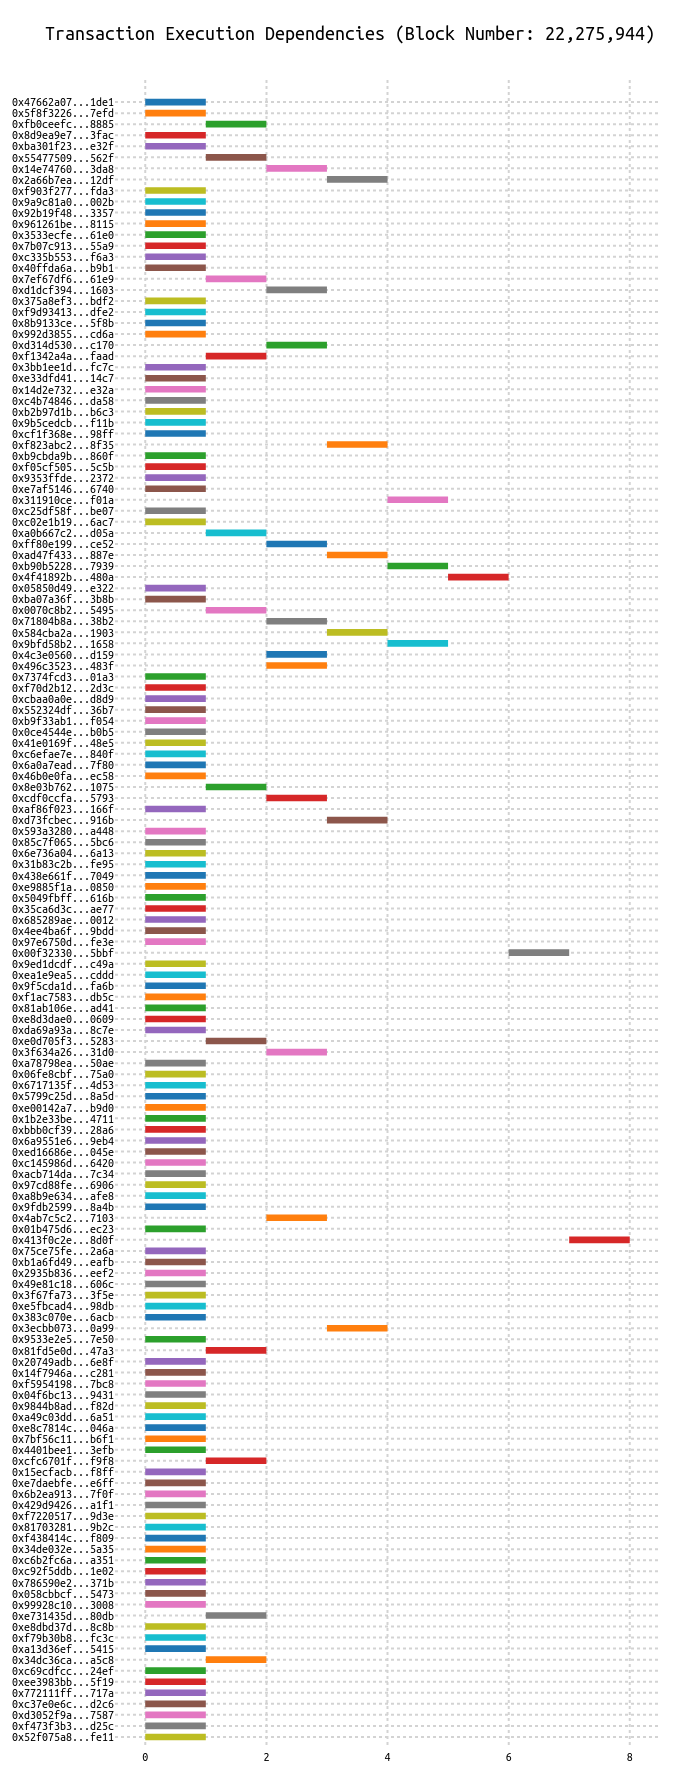 Transaction Execution Dependencies (Block Number: 22,275,944)
0x47662a07...1de1
0x5f8f3226...7efd
0xfb0ceefc...8885
0x8d9ea9e7...3fac
0xba301f23...e32f
0x55477509...562f
0x14e74760...3da8
0x2a66b7ea...12df
0xf903f277...fda3
0x9a9c81a0...002b
0x92b19f48...3357
0x961261be...8115
0x3533ecfe...61e0
0x7b07c913...55a9
0xc335b553...f6a3
0x40ffda6a...b9b1
0x7ef67df6...61e9
0xd1dcf394...1603
0x375a8ef3...bdf2
0xf9d93413...dfe2
0x8b9133ce...5f8b
0x992d3855...cd6a
0xd314d530...c170
0xf1342a4a...faad
0x3bb1ee1d...fc7c
0xe33dfd41...14c7
0x14d2e732...e32a
0xc4b74846...da58
0xb2b97d1b...b6c3
0x9b5cedcb...f11b
0xcf1f368e...98ff
0xf823abc2...8f35
0xb9cbda9b...860f
0xf05cf505...5c5b
0x9353ffde...2372
0xe7af5146...6740
0x311910ce...f01a
0xc25df58f...be07
0xc02e1b19...6ac7
0xa0b667c2...d05a
0xff80e199...ce52
0xad47f433...887e
0xb90b5228...7939
0x4f41892b...480a
0x05850d49...e322
0xba07a36f...3b8b
0x0070c8b2...5495
0x71804b8a...38b2
0x584cba2a...1903
0x9bfd58b2...1658
0x4c3e0560...d159
0x496c3523...483f
0x7374fcd3...01a3
0xf70d2b12...2d3c
0xcbaa0a0e...d8d9
0x552324df...36b7
0xb9f33ab1...f054
0x0ce4544e...b0b5
0x41e0169f...48e5
0xc6efae7e...840f
0x6a0a7ead...7f80
0x46b0e0fa...ec58
0x8e03b762...1075
0xcdf0ccfa...5793
0xaf86f023...166f
0xd73fcbec...916b
0x593a3280...a448
0x85c7f065...5bc6
0x6e736a04...6a13
0x31b83c2b...fe95
0x438e661f...7049
0xe9885f1a...0850
0x5049fbff...616b
0x35ca6d3c...ae77
0x685289ae...0012
0x4ee4ba6f...9bdd
0x97e6750d...fe3e
0x00f32330...5bbf
0x9ed1dcdf...c49a
0xea1e9ea5...cddd
0x9f5cda1d...fa6b
0xf1ac7583...db5c
0x81ab106e...ad41
0xe8d3dae0...0609
0xda69a93a...8c7e
0xe0d705f3...5283
0x3f634a26...31d0
0xa78798ea...50ae
0x06fe8cbf...75a0
0x6717135f...4d53
0x5799c25d...8a5d
0xe00142a7...b9d0
0x1b2e33be...4711
0xbbb0cf39...28a6
0x6a9551e6...9eb4
0xed16686e...045e
0xc145986d...6420
0xacb714da...7c34
0x97cd88fe...6906
0xa8b9e634...afe8
0x9fdb2599...8a4b
0x4ab7c5c2...7103
0x01b475d6...ec23
0x413f0c2e...8d0f
0x75ce75fe...2a6a
0xb1a6fd49...eafb
0x2935b836...eef2
0x49e81c18...606c
0x3f67fa73...3f5e
0xe5fbcad4...98db
0x383c070e...6acb
0x3ecbb073...0a99
0x9533e2e5...7e50
0x81fd5e0d...47a3
0x20749adb...6e8f
0x14f7946a...c281
0xf5954198...7bc8
0x04f6bc13...9431
0x9844b8ad...f82d
0xa49c03dd...6a51
0xe8c7814c...046a
0x7bf56c11...b6f1
0x4401bee1...3efb
0xcfc6701f...f9f8
0x15ecfacb...f8ff
0xe7daebfe...e6ff
0x6b2ea913...7f0f
0x429d9426...a1f1
0xf7220517...9d3e
0x81703281...9b2c
0xf438414c...f809
0x34de032e...5a35
0xc6b2fc6a...a351
0xc92f5ddb...1e02
0x786590e2...371b
0x058cbbcf...5473
0x99928c10...3008
0xe731435d...80db
0xe8dbd37d...8c8b
0xf79b30b8...fc3c
0xa13d36ef...5415
0x34dc36ca...a5c8
0xc69cdfcc...24ef
0xee3983bb...5f19
0x772111ff...717a
0xc37e0e6c...d2c6
0xd3052f9a...7587
0xf473f3b3...d25c
0x52f075a8...fe11
0 2 4 6 8